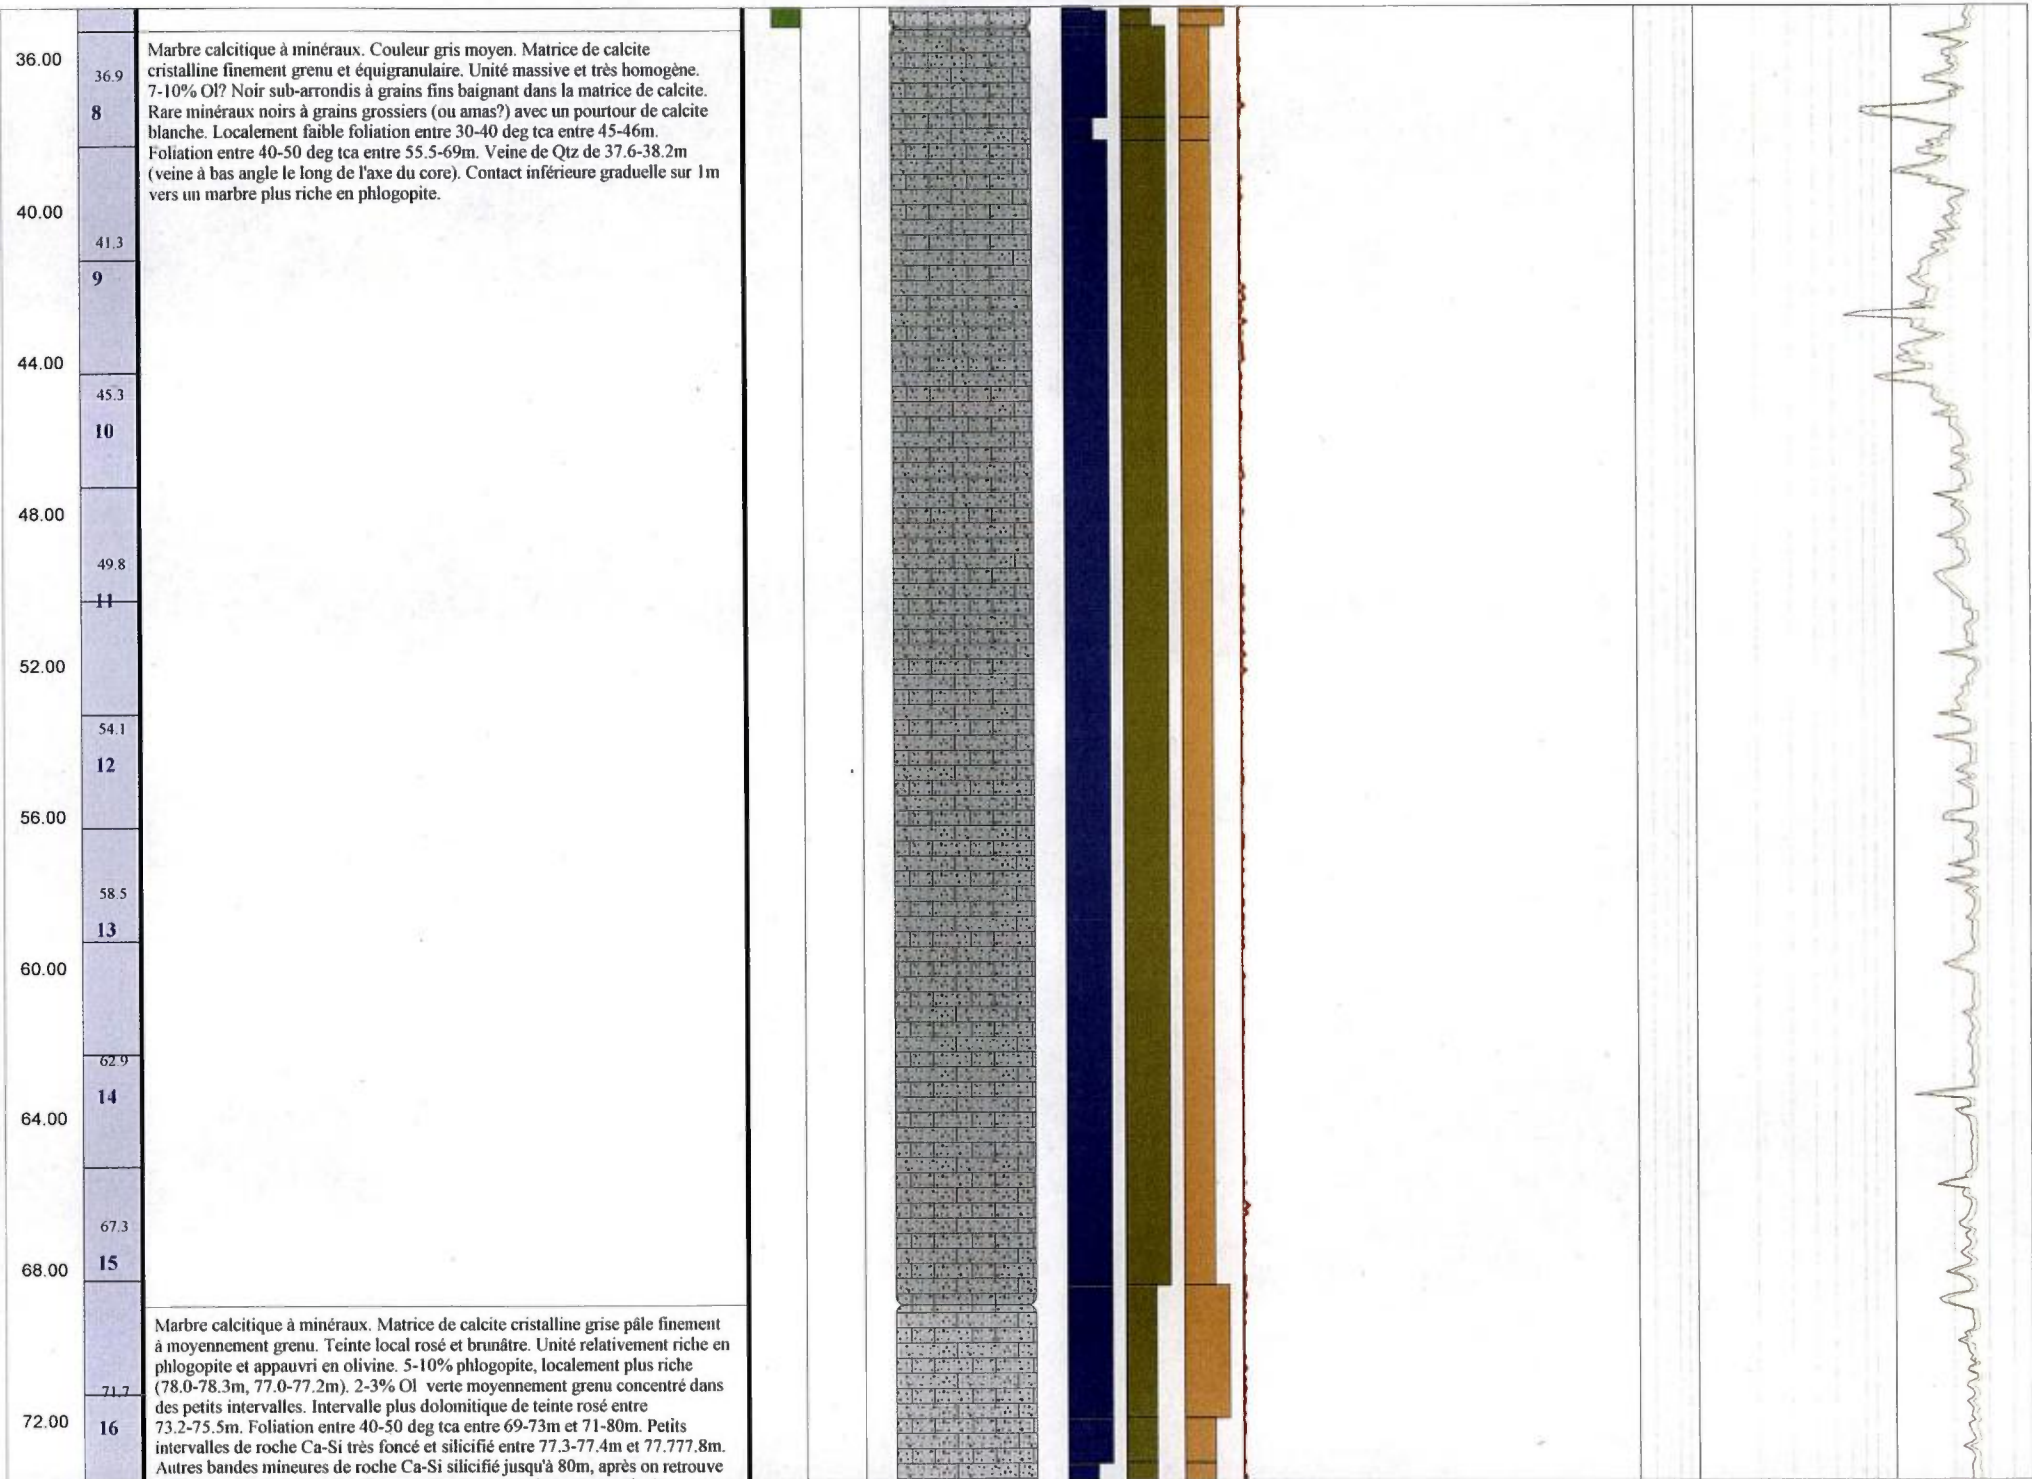 36.00
36.9
8
40.00
41.3
9
44.00
45.3
10
48.00
49.8
11
52.00
54.1
12
56.00
58.5
13
60.00
62.9
14
64.00
67.3
15
68.00
71.7
72.00
16
Marbre calcitique à minéraux. Couleur gris moyen. Matrice de calcite
cristalline finement grenu et équigranulaire. Unité massive et très homogène.
7-10% Ol? Noir sub-arrondis à grains fins baignant dans la matrice de calcite.
Rare minéraux noirs à grains grossiers (ou amas?) avec un pourtour de calcite
blanche. Localement faible foliation entre 30-40 deg tca entre 45-46m.
Foliation entre 40-50 deg tca entre 55.5-69m. Veine de Qtz de 37.6-38.2m
(veine à bas angle le long de l'axe du core). Contact inférieure graduelle sur 1m
vers un marbre plus riche en phlogopite.
Marbre calcitique à minéraux. Matrice de calcite cristalline grise pâle finement
à moyennement grenu. Teinte local rosé et brunâtre. Unité relativement riche en
phlogopite et appauvri en olivine. 5-10% phlogopite, localement plus riche
(78.0-78.3m, 77.0-77.2m). 2-3% Ol verte moyennement grenu concentré dans
des petits intervalles. Intervalle plus dolomitique de teinte rosé entre
73.2-75.5m. Foliation entre 40-50 deg tca entre 69-73m et 71-80m. Petits
intervalles de roche Ca-Si très foncé et silicifié entre 77.3-77.4m et 77.777.8m.
Autres bandes mineures de roche Ca-Si silicifié jusqu'à 80m, après on retrouve